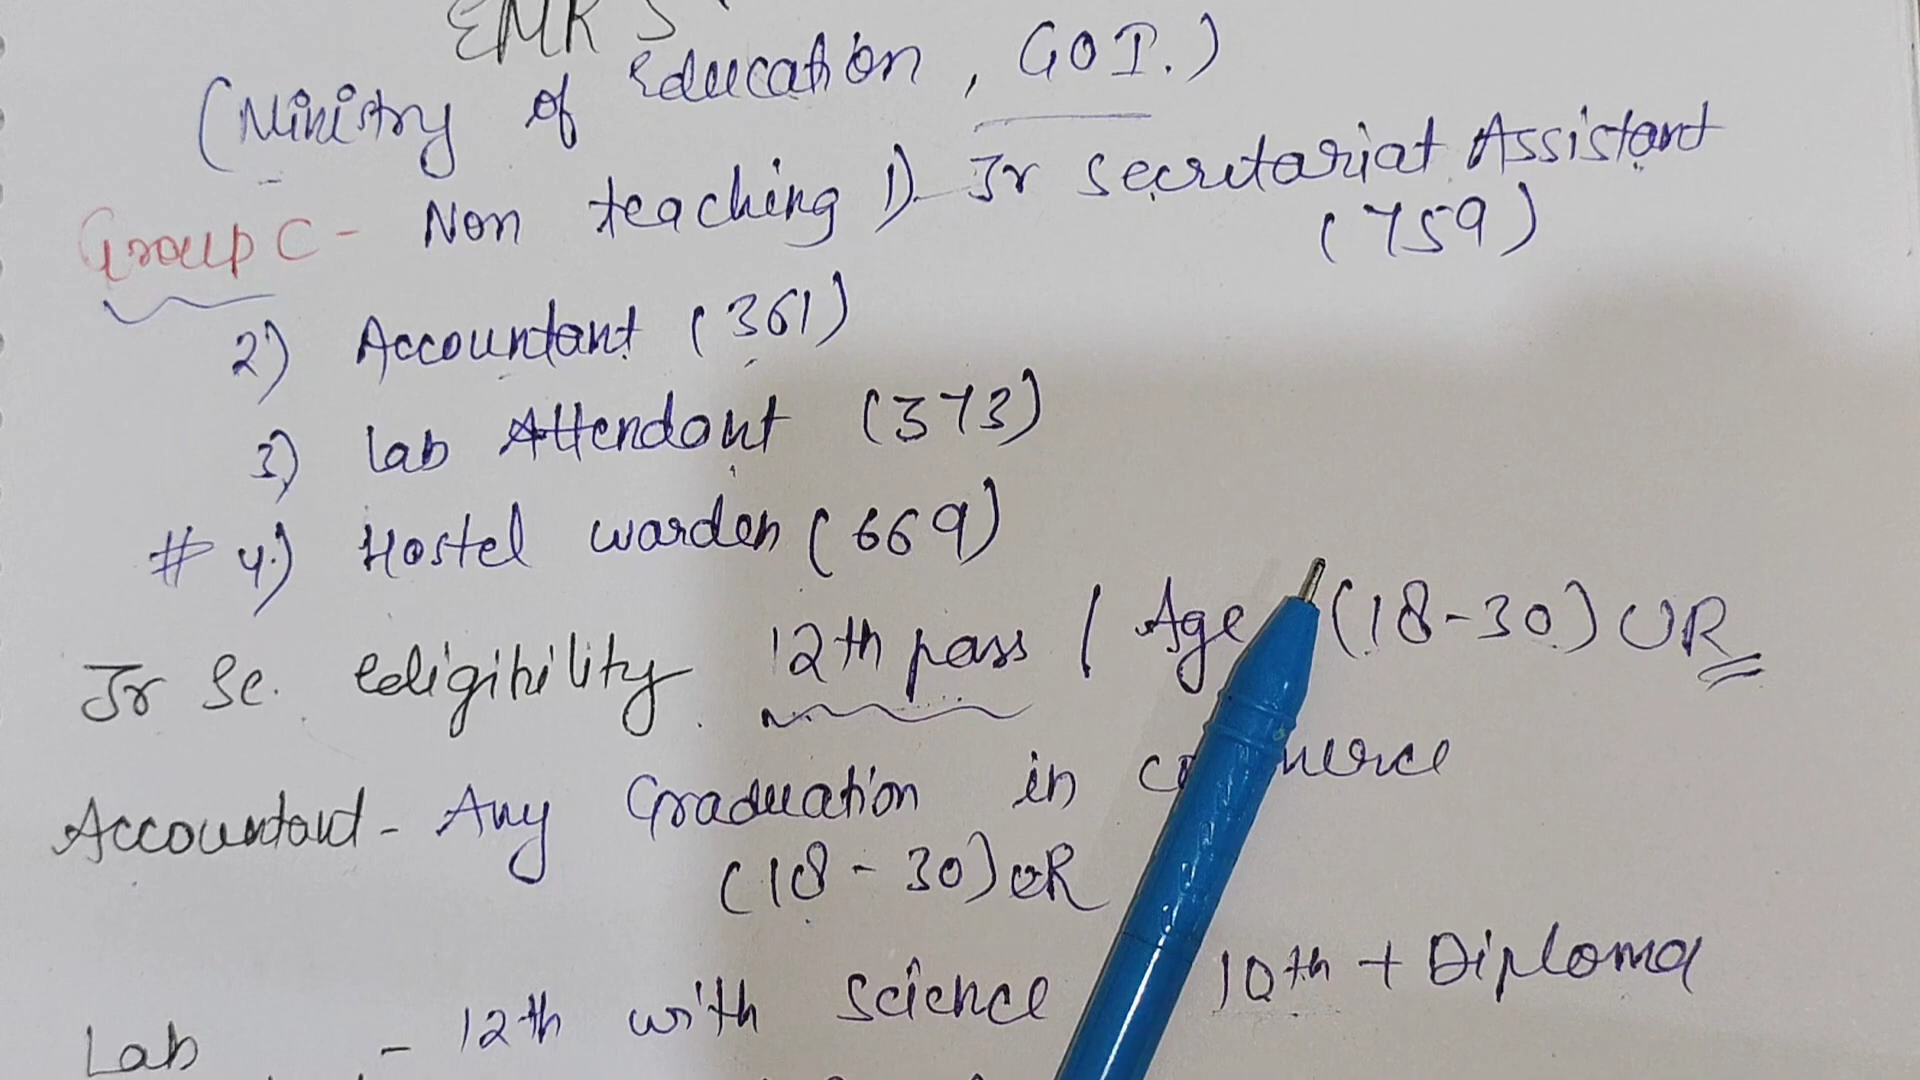 EMRS
(Ministry of Education, GOI.)
Group C - Non teaching 1) Jr Secretariat Assistant
(759)
2) Accountant (361)
3) Lab Attendant (373)
# 4.) Hostel warden (669)
Jr Se. eligibility. 12th pass / Age (18-30) UR
Accountant - Any Graduation in
(18-30) UR
Lab - 12th with science 10th + Diploma